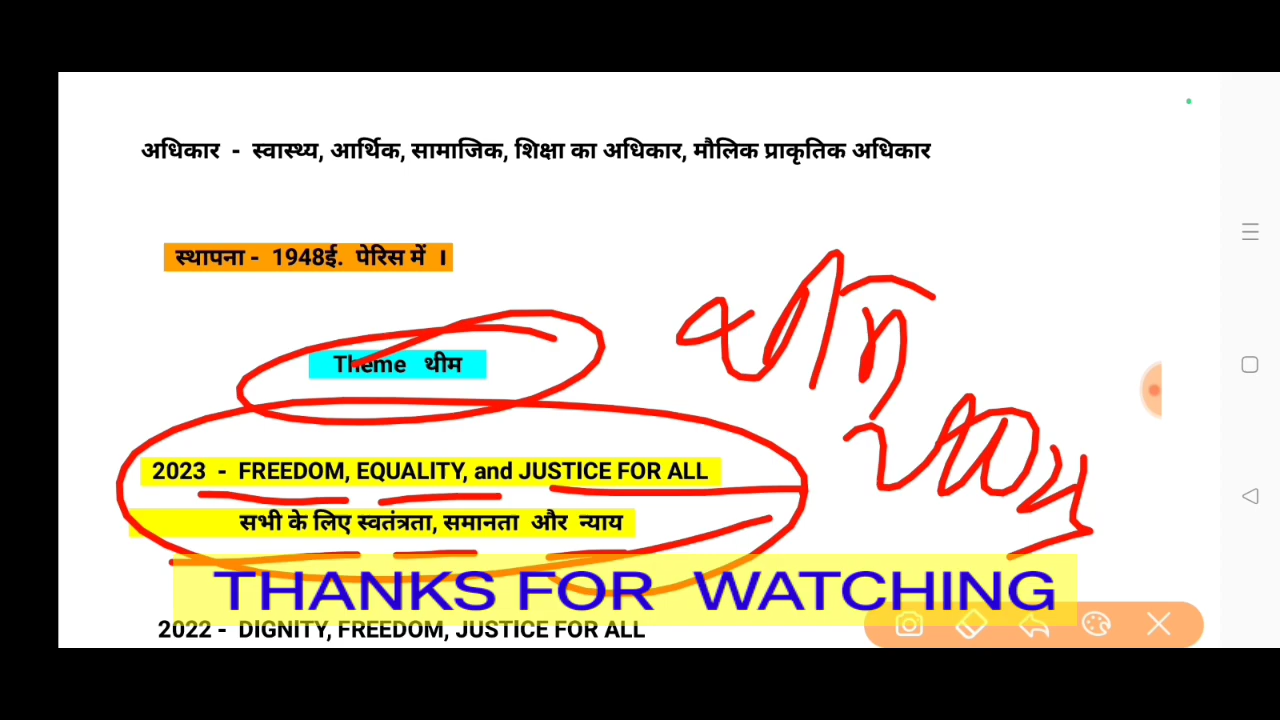 अधिकार - स्वास्थ्य, आर्थिक, सामाजिक, शिक्षा का अधिकार, मौलिक प्राकृतिक अधिकार
स्थापना - 1948ई. पेरिस में ।
Theme थीम
2023 - FREEDOM, EQUALITY, and JUSTICE FOR ALL
सभी के लिए स्वतंत्रता, समानता और न्याय
THANKS FOR WATCHING
2022 - DIGNITY, FREEDOM, JUSTICE FOR ALL